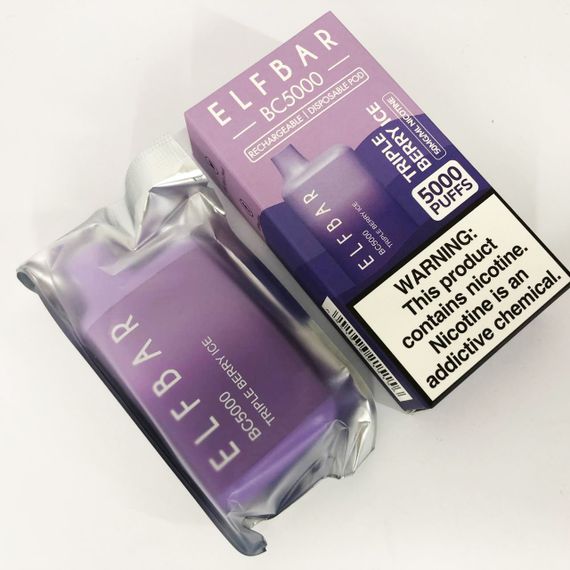 ELFBAR
BC5000
RECHARGEABLE | DISPOSABLE POD
50MG/ML NICOTINE
TRIPLE
BERRY ICE
5000
PUFFS
ELFBAR
BC5000
TRIPLE BERRY ICE
WARNING:
This product
contains nicotine.
Nicotine is an
addictive chemical.
ELFBAR
BC5000
TRIPLE BERRY ICE